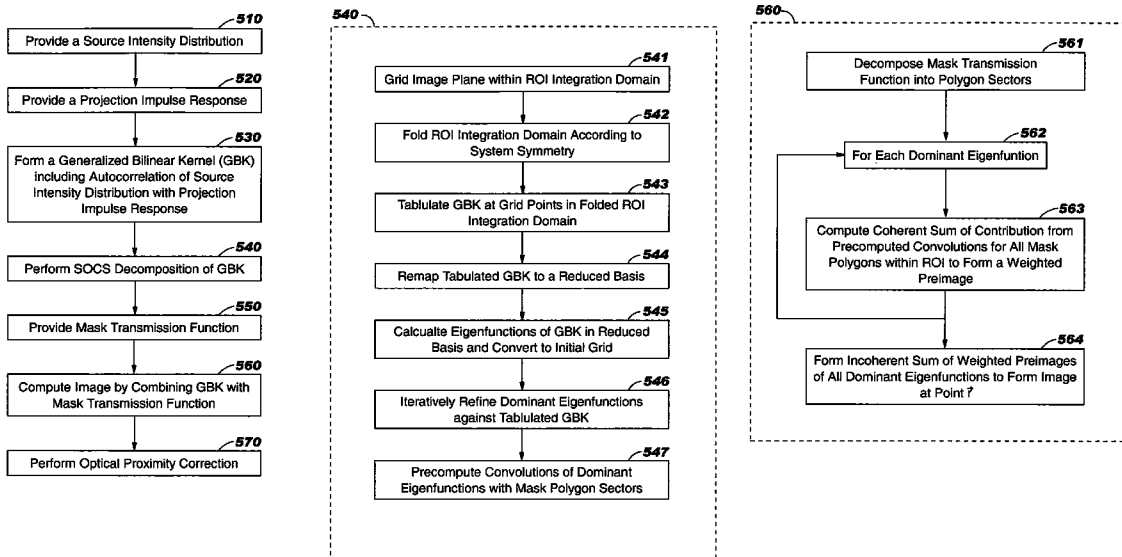 510
Provide a Source Intensity Distribution
520
Provide a Projection Impulse Response
530
Form a Generalized Bilinear Kernel (GBK)
including Autocorrelation of Source
Intensity Distribution with Projection
Impulse Response
540
Perform SOCS Decomposition of GBK
550
Provide Mask Transmission Function
560
Compute Image by Combining GBK with
Mask Transmission Function
570
Perform Optical Proximity Correction
540
541
Grid Image Plane within ROI Integration Domain
542
Fold ROI Integration Domain According to
System Symmetry
543
Tablulate GBK at Grid Points in Folded ROI
Integration Domain
544
Remap Tabulated GBK to a Reduced Basis
545
Calcualte Eigenfunctions of GBK in Reduced
Basis and Convert to Initial Grid
546
Iteratively Refine Dominant Eigenfunctions
against Tablulated GBK
547
Precompute Convolutions of Dominant
Eigenfunctions with Mask Polygon Sectors
560
561
Decompose Mask Transmission
Function into Polygon Sectors
562
For Each Dominant Eigenfuntion
563
Compute Coherent Sum of Contribution from
Precomputed Convolutions for All Mask
Polygons within ROI to Form a Weighted
Preimage
564
Form Incoherent Sum of Weighted Preimages
of All Dominant Eigenfunctions to Form Image
at Point r⃗